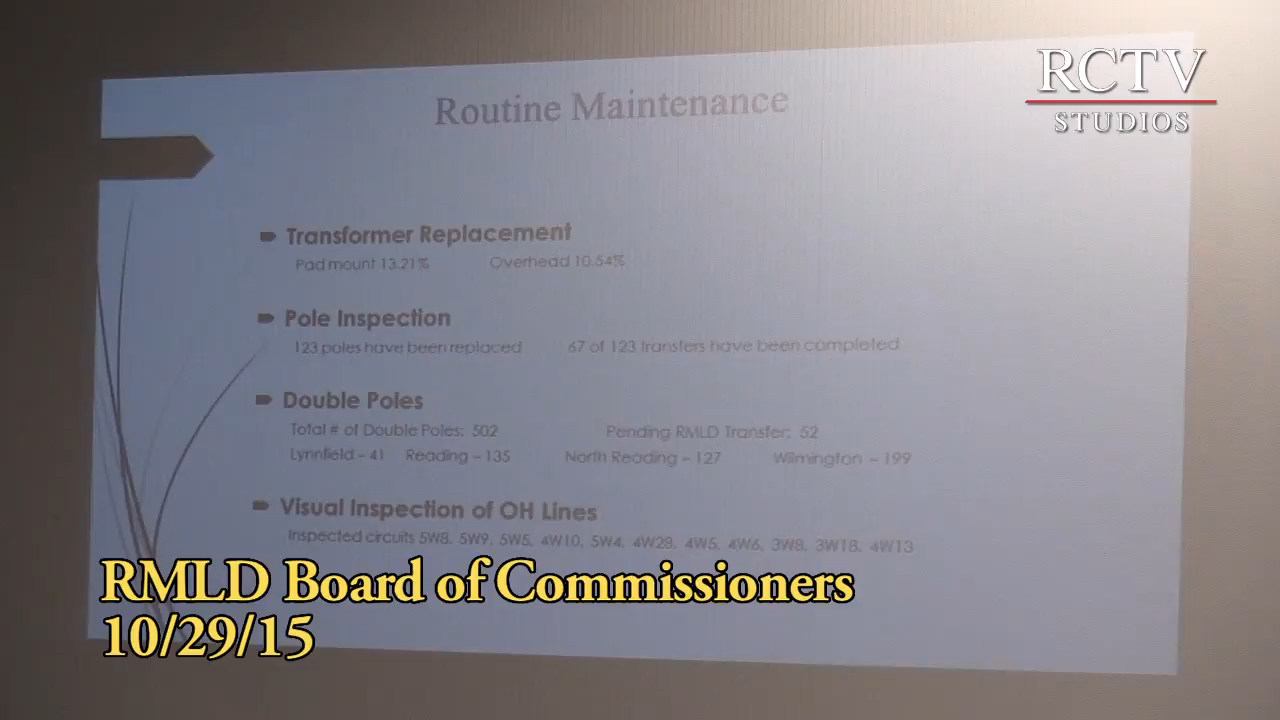 RCTV
STUDIOS
Routine Maintenance
Transformer Replacement
Pad mount 13.21% Overhead 10.54%
Pole Inspection
123 poles have been replaced 67 of 123 transfers have been completed
Double Poles
Total # of Double Poles: 502 Pending RMLD Transfer: 52
Lynnfield – 41 Reading – 135 North Reading – 127 Wilmington – 199
Visual Inspection of OH Lines
Inspected circuits 5W8, 5W9, 5W5, 4W10, 5W4, 4W28, 4W5, 4W6, 3W8, 3W18, 4W13
RMLD Board of Commissioners
10/29/15